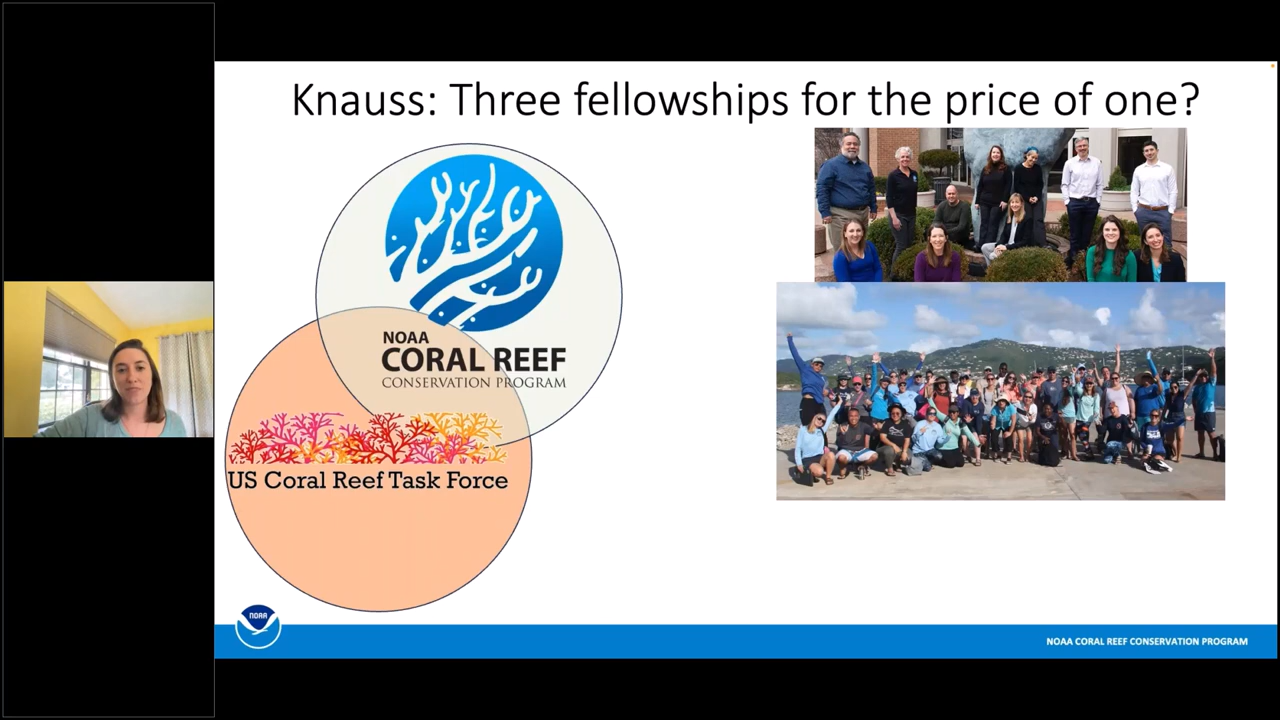 Knauss: Three fellowships for the price of one?
NOAA
CORAL REEF
CONSERVATION PROGRAM
US Coral Reef Task Force
NOAA
NOAA CORAL REEF CONSERVATION PROGRAM